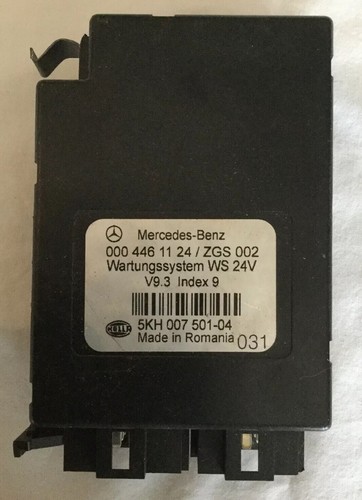 Mercedes-Benz
000 446 11 24 / ZGS 002
Wartungssystem WS 24V
V9.3 Index 9
HELLA
5KH 007 501-04
Made in Romania
031